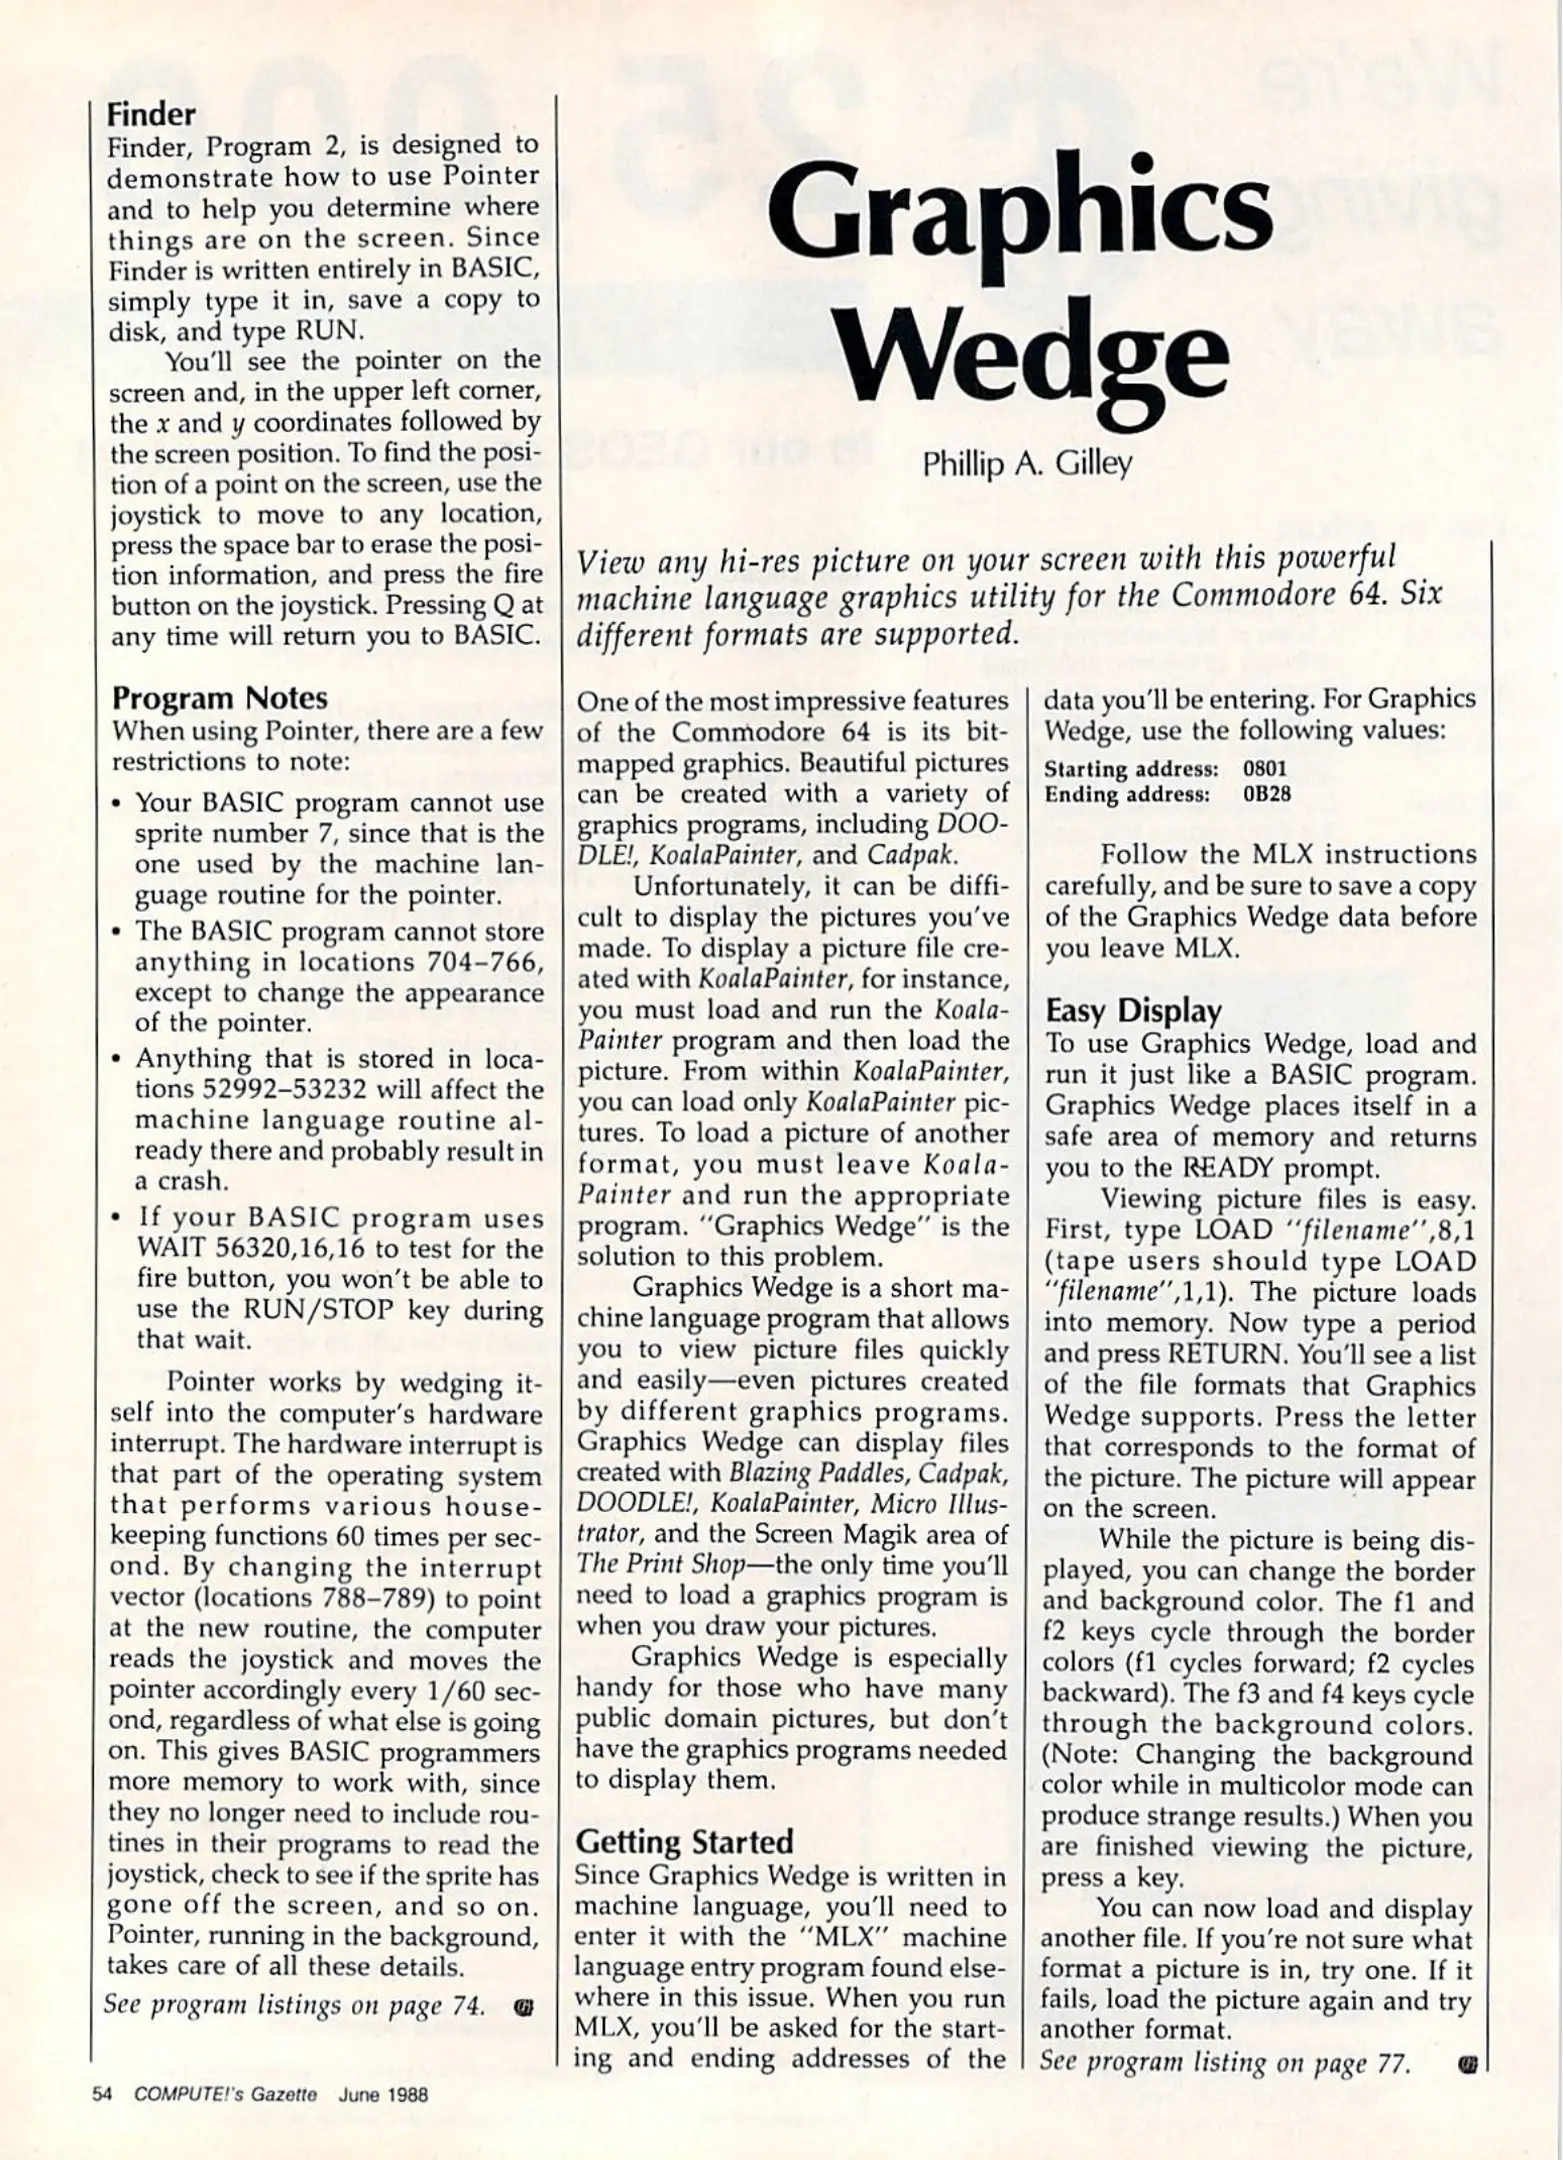 Finder
Finder, Program 2, is designed to
demonstrate how to use Pointer
and to help you determine where
things are on the screen. Since
Finder is written entirely in BASIC,
simply type it in, save a copy to
disk, and type RUN.
You'll see the pointer on the
screen and, in the upper left corner,
the x and y coordinates followed by
the screen position. To find the posi-
tion of a point on the screen, use the
joystick to move to any location,
press the space bar to erase the posi-
tion information, and press the fire
button on the joystick. Pressing Q at
any time will return you to BASIC.
Program Notes
When using Pointer, there are a few
restrictions to note:
• Your BASIC program cannot use
sprite number 7, since that is the
one used by the machine lan-
guage routine for the pointer.
• The BASIC program cannot store
anything in locations 704–766,
except to change the appearance
of the pointer.
• Anything that is stored in loca-
tions 52992–53232 will affect the
machine language routine al-
ready there and probably result in
a crash.
• If your BASIC program uses
WAIT 56320,16,16 to test for the
fire button, you won't be able to
use the RUN/STOP key during
that wait.
Pointer works by wedging it-
self into the computer's hardware
interrupt. The hardware interrupt is
that part of the operating system
that performs various house-
keeping functions 60 times per sec-
ond. By changing the interrupt
vector (locations 788–789) to point
at the new routine, the computer
reads the joystick and moves the
pointer accordingly every 1/60 sec-
ond, regardless of what else is going
on. This gives BASIC programmers
more memory to work with, since
they no longer need to include rou-
tines in their programs to read the
joystick, check to see if the sprite has
gone off the screen, and so on.
Pointer, running in the background,
takes care of all these details.
See program listings on page 74.
Graphics
Wedge
Phillip A. Gilley
View any hi-res picture on your screen with this powerful
machine language graphics utility for the Commodore 64. Six
different formats are supported.
One of the most impressive features
of the Commodore 64 is its bit-
mapped graphics. Beautiful pictures
can be created with a variety of
graphics programs, including DOO-
DLE!, KoalaPainter, and Cadpak.
Unfortunately, it can be diffi-
cult to display the pictures you've
made. To display a picture file cre-
ated with KoalaPainter, for instance,
you must load and run the Koala-
Painter program and then load the
picture. From within KoalaPainter,
you can load only KoalaPainter pic-
tures. To load a picture of another
format, you must leave Koala-
Painter and run the appropriate
program. "Graphics Wedge" is the
solution to this problem.
Graphics Wedge is a short ma-
chine language program that allows
you to view picture files quickly
and easily—even pictures created
by different graphics programs.
Graphics Wedge can display files
created with Blazing Paddles, Cadpak,
DOODLE!, KoalaPainter, Micro Illus-
trator, and the Screen Magik area of
The Print Shop—the only time you'll
need to load a graphics program is
when you draw your pictures.
Graphics Wedge is especially
handy for those who have many
public domain pictures, but don't
have the graphics programs needed
to display them.
Getting Started
Since Graphics Wedge is written in
machine language, you'll need to
enter it with the "MLX" machine
language entry program found else-
where in this issue. When you run
MLX, you'll be asked for the start-
ing and ending addresses of the
data you'll be entering. For Graphics
Wedge, use the following values:
Starting address: 0801
Ending address: 0B28
Follow the MLX instructions
carefully, and be sure to save a copy
of the Graphics Wedge data before
you leave MLX.
Easy Display
To use Graphics Wedge, load and
run it just like a BASIC program.
Graphics Wedge places itself in a
safe area of memory and returns
you to the READY prompt.
Viewing picture files is easy.
First, type LOAD "filename",8,1
(tape users should type LOAD
"filename",1,1). The picture loads
into memory. Now type a period
and press RETURN. You'll see a list
of the file formats that Graphics
Wedge supports. Press the letter
that corresponds to the format of
the picture. The picture will appear
on the screen.
While the picture is being dis-
played, you can change the border
and background color. The f1 and
f2 keys cycle through the border
colors (f1 cycles forward; f2 cycles
backward). The f3 and f4 keys cycle
through the background colors.
(Note: Changing the background
color while in multicolor mode can
produce strange results.) When you
are finished viewing the picture,
press a key.
You can now load and display
another file. If you're not sure what
format a picture is in, try one. If it
fails, load the picture again and try
another format.
See program listing on page 77.
54 COMPUTE!'s Gazette June 1988